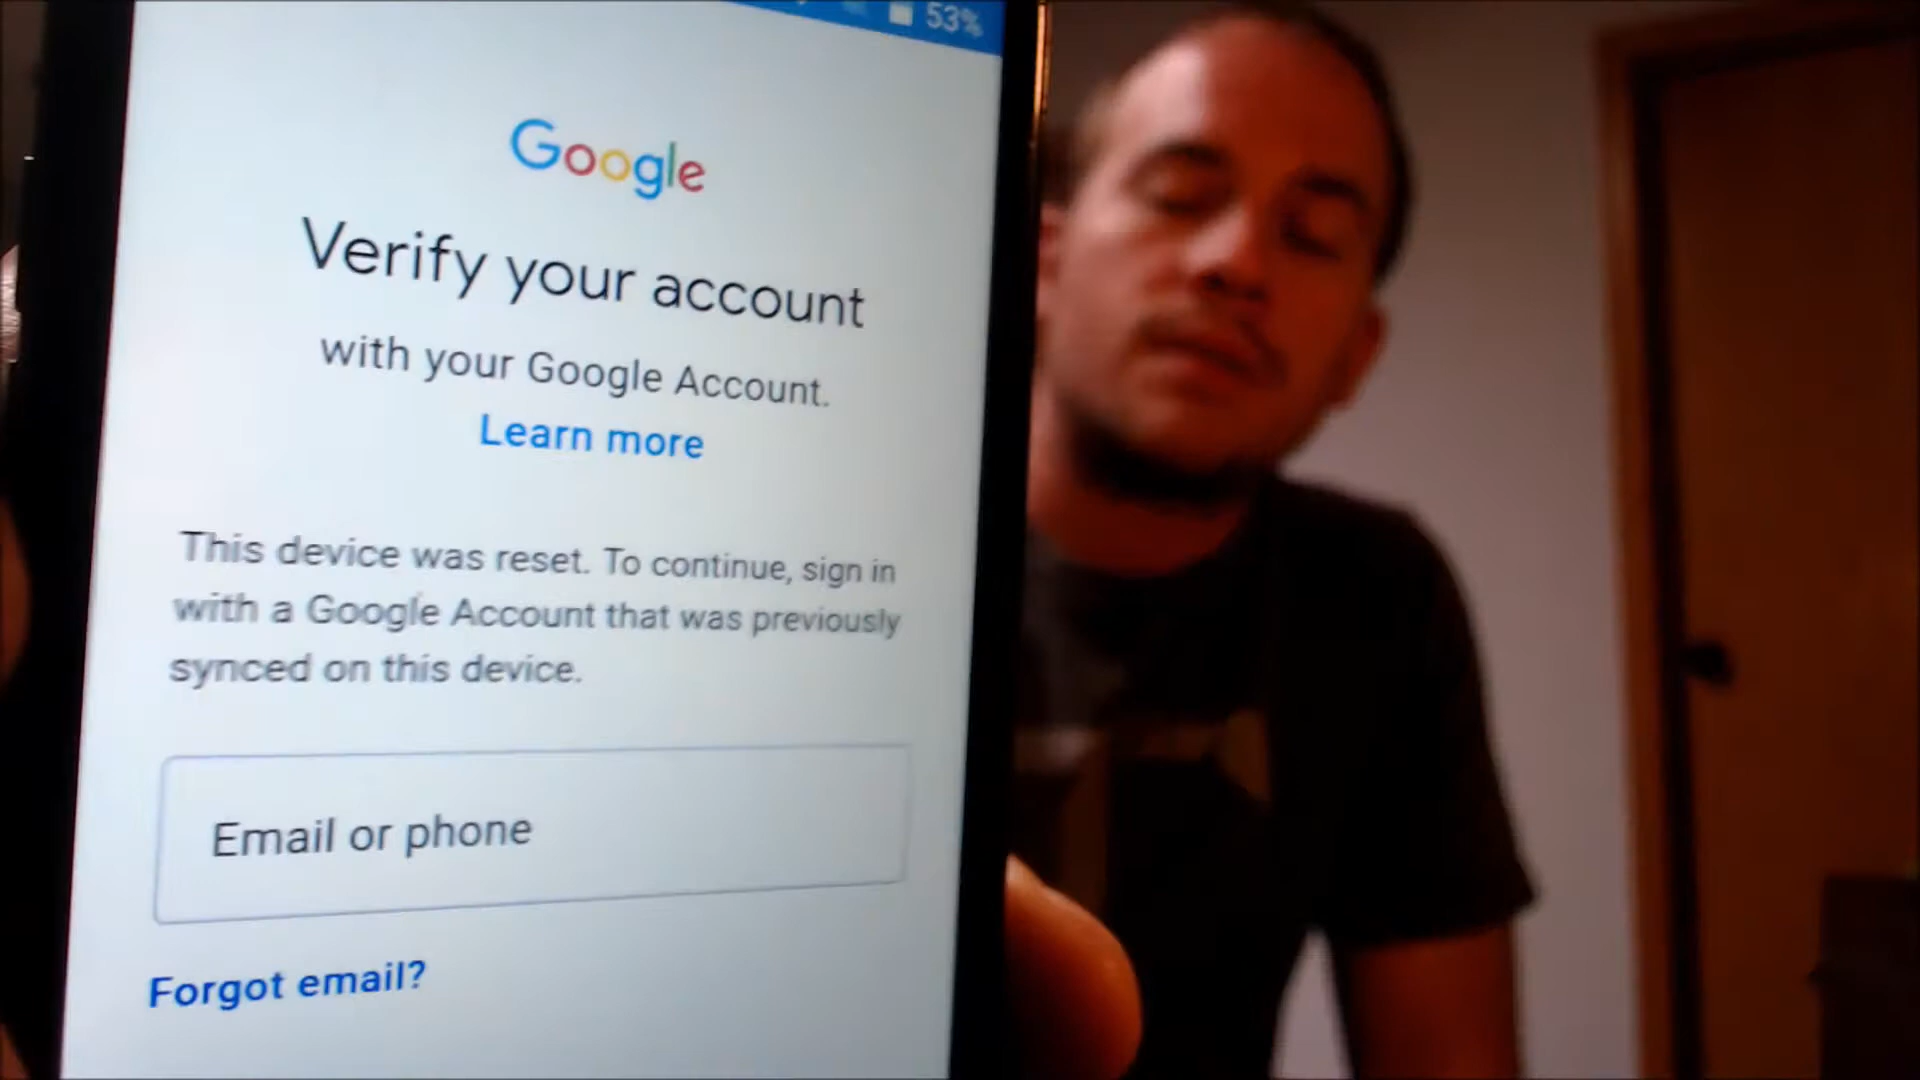 53%
Google
Verify your account
with your Google Account.
Learn more
This device was reset. To continue, sign in
with a Google Account that was previously
synced on this device.
Email or phone
Forgot email?